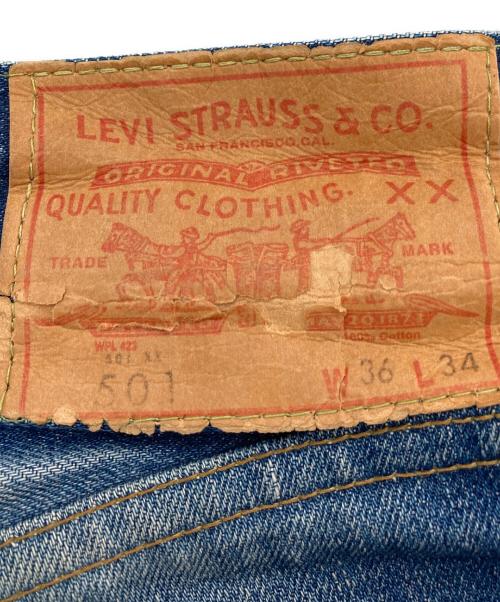 LEVI STRAUSS & CO.
SAN FRANCISCO, CAL.
ORIGINAL RIVETED
QUALITY CLOTHING. XX
TRADE MARK
WPL 423
100% Cotton
501 XX
501
W 36 L 34